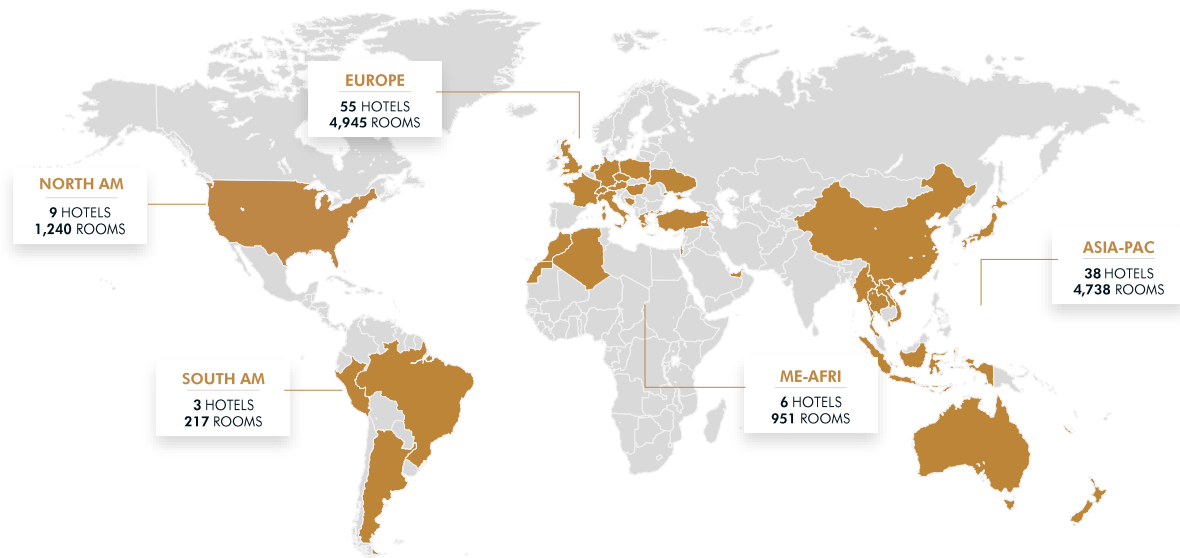 EUROPE
55 HOTELS
4,945 ROOMS
NORTH AM
9 HOTELS
1,240 ROOMS
ASIA-PAC
38 HOTELS
4,738 ROOMS
SOUTH AM
3 HOTELS
217 ROOMS
ME-AFRI
6 HOTELS
951 ROOMS